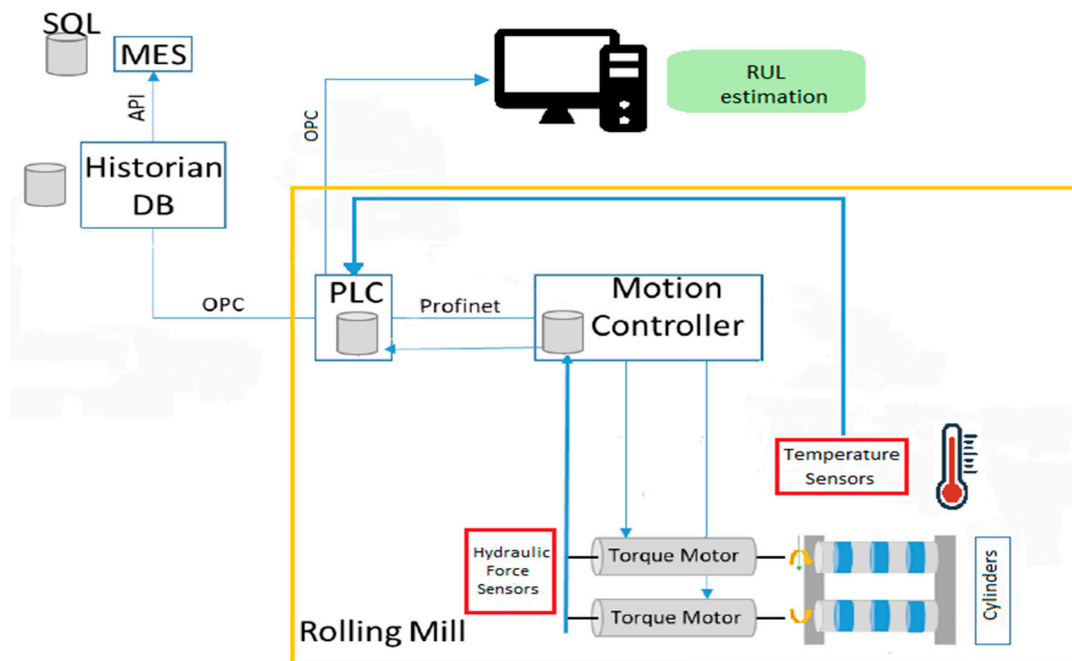 SQL
MES
API
Historian
DB
OPC
OPC
RUL
estimation
PLC
Profinet
Motion
Controller
Temperature
Sensors
Hydraulic
Force
Sensors
Torque Motor
Torque Motor
Cylinders
Rolling Mill